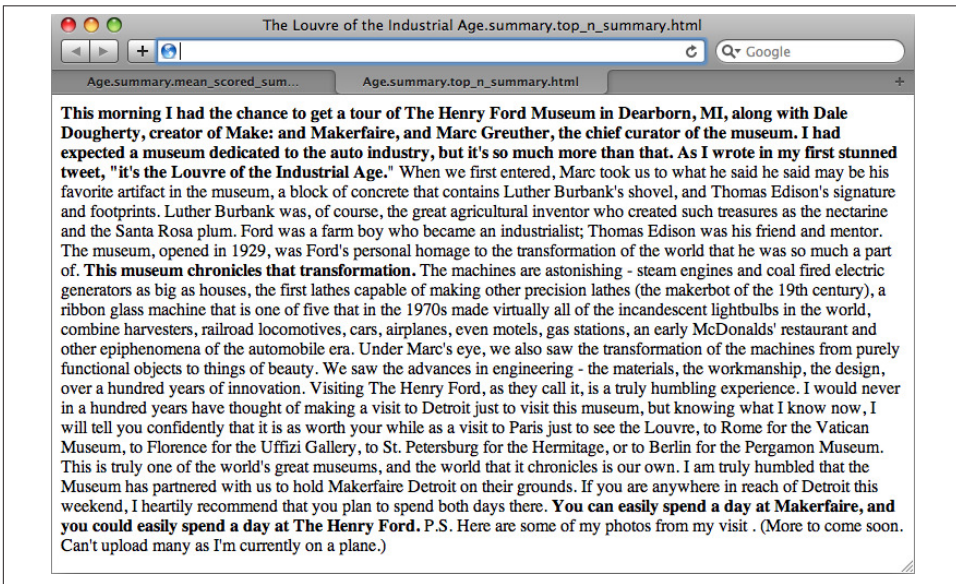 The Louvre of the Industrial Age.summary.top_n_summary.html
Google
Age.summary.mean_scored_sum...
Age.summary.top_n_summary.html
This morning I had the chance to get a tour of The Henry Ford Museum in Dearborn, MI, along with Dale
Dougherty, creator of Make: and Makerfaire, and Marc Greuther, the chief curator of the museum. I had
expected a museum dedicated to the auto industry, but it's so much more than that. As I wrote in my first stunned
tweet, "it's the Louvre of the Industrial Age." When we first entered, Marc took us to what he said he said may be his
favorite artifact in the museum, a block of concrete that contains Luther Burbank's shovel, and Thomas Edison's signature
and footprints. Luther Burbank was, of course, the great agricultural inventor who created such treasures as the nectarine
and the Santa Rosa plum. Ford was a farm boy who became an industrialist; Thomas Edison was his friend and mentor.
The museum, opened in 1929, was Ford's personal homage to the transformation of the world that he was so much a part
of. This museum chronicles that transformation. The machines are astonishing - steam engines and coal fired electric
generators as big as houses, the first lathes capable of making other precision lathes (the makerbot of the 19th century), a
ribbon glass machine that is one of five that in the 1970s made virtually all of the incandescent lightbulbs in the world,
combine harvesters, railroad locomotives, cars, airplanes, even motels, gas stations, an early McDonalds' restaurant and
other epiphenomena of the automobile era. Under Marc's eye, we also saw the transformation of the machines from purely
functional objects to things of beauty. We saw the advances in engineering - the materials, the workmanship, the design,
over a hundred years of innovation. Visiting The Henry Ford, as they call it, is a truly humbling experience. I would never
in a hundred years have thought of making a visit to Detroit just to visit this museum, but knowing what I know now, I
will tell you confidently that it is as worth your while as a visit to Paris just to see the Louvre, to Rome for the Vatican
Museum, to Florence for the Uffizi Gallery, to St. Petersburg for the Hermitage, or to Berlin for the Pergamon Museum.
This is truly one of the world's great museums, and the world that it chronicles is our own. I am truly humbled that the
Museum has partnered with us to hold Makerfaire Detroit on their grounds. If you are anywhere in reach of Detroit this
weekend, I heartily recommend that you plan to spend both days there. You can easily spend a day at Makerfaire, and
you could easily spend a day at The Henry Ford. P.S. Here are some of my photos from my visit . (More to come soon.
Can't upload many as I'm currently on a plane.)